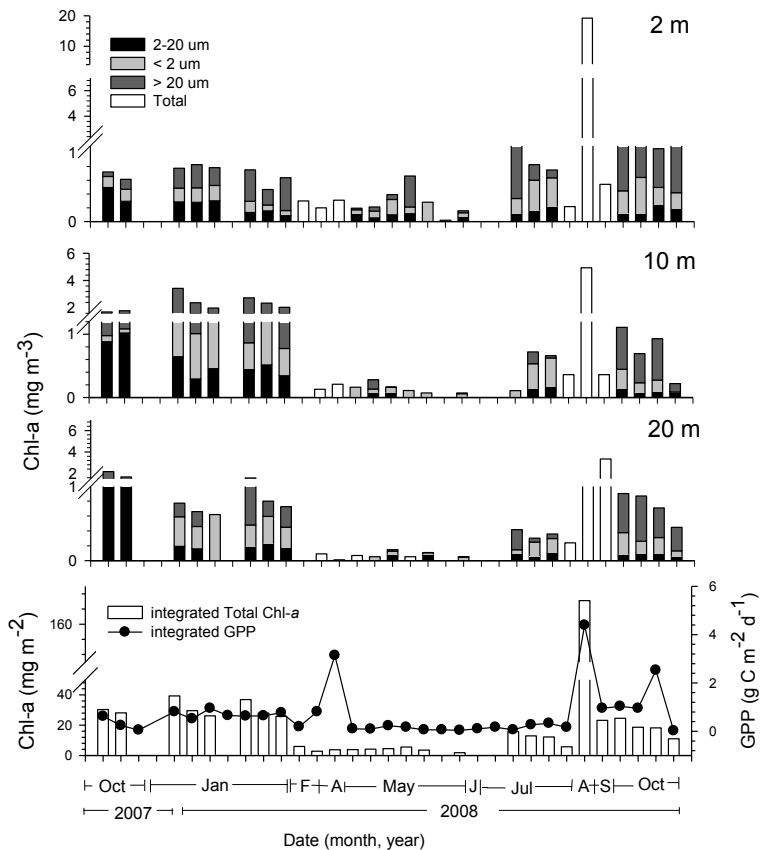 20
10
6
4
1
0
2-20 um
< 2 um
> 20 um
Total
2 m
6
4
2
1
0
10 m
Chl-a (mg m-3)
6
4
2
1
0
20 m
160
40
20
0
Chl-a (mg m-2)
integrated Total Chl-a
integrated GPP
6
4
2
0
GPP (g C m-2 d-1)
Oct Jan F A May J Jul A S Oct
2007 2008
Date (month, year)